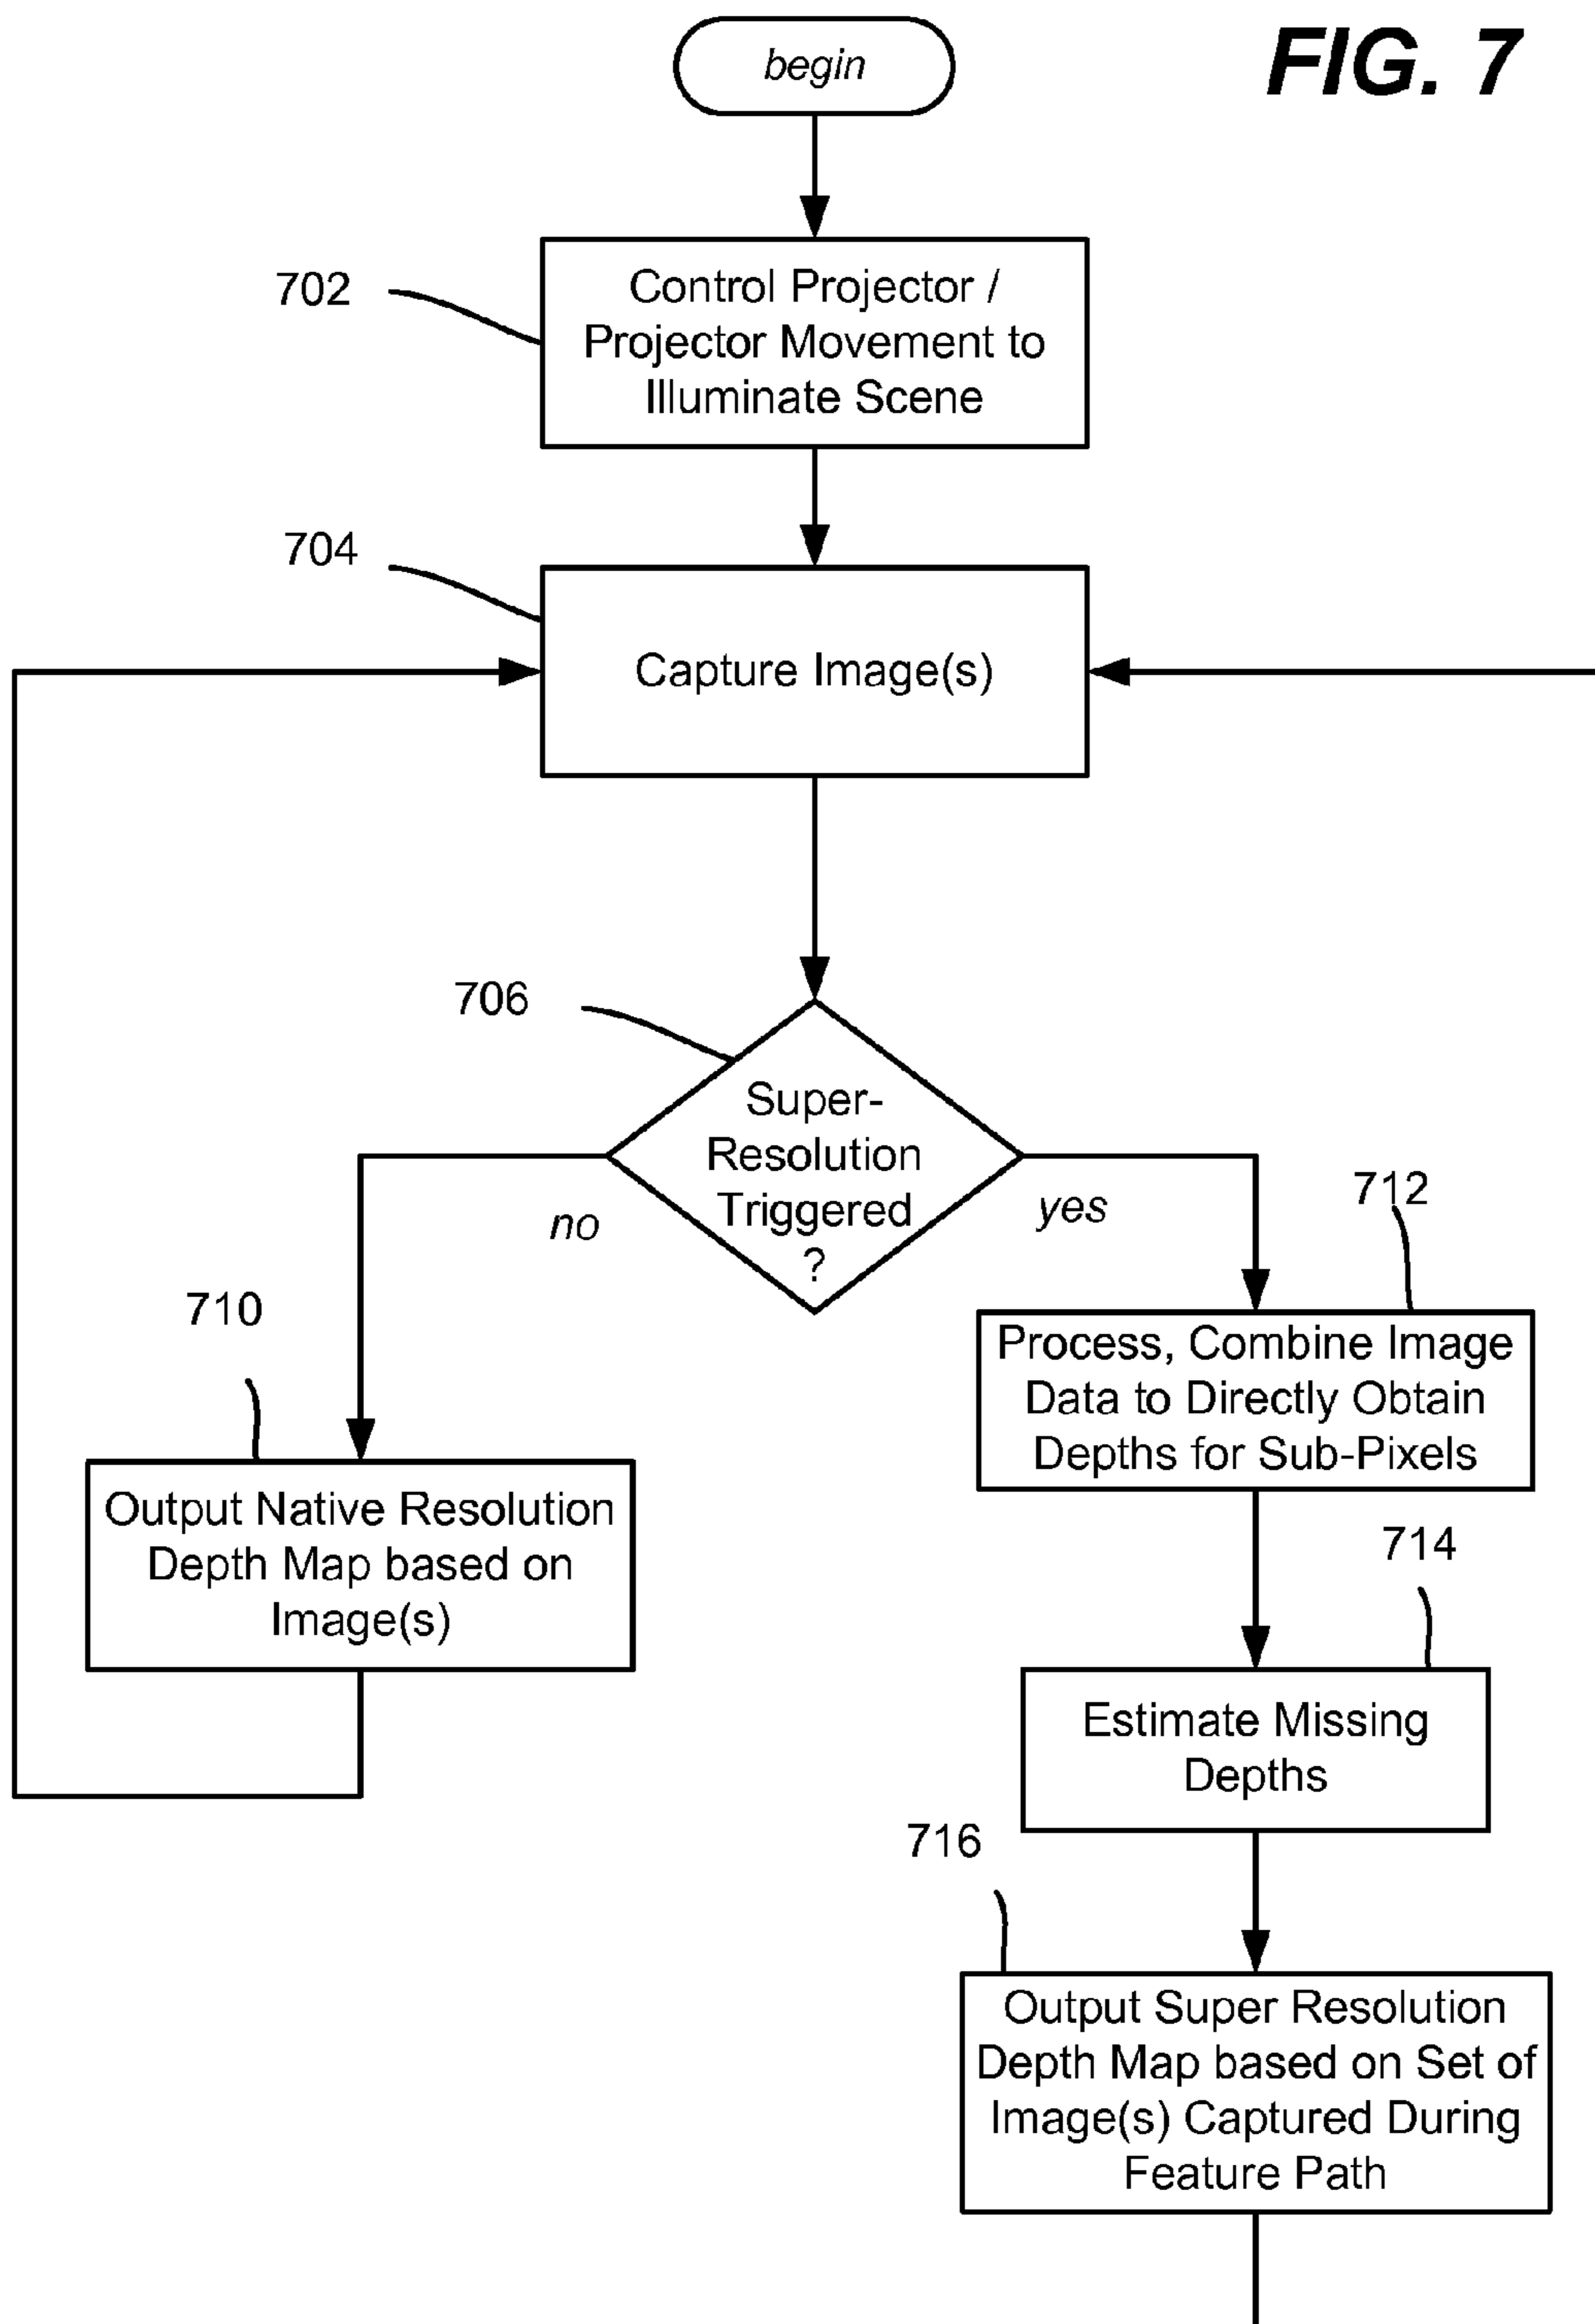 FIG. 7
begin
702
Control Projector /
Projector Movement to
Illuminate Scene
704
Capture Image(s)
706
Super-
Resolution
Triggered
?
no
yes
710
Output Native Resolution
Depth Map based on
Image(s)
712
Process, Combine Image
Data to Directly Obtain
Depths for Sub-Pixels
714
Estimate Missing
Depths
716
Output Super Resolution
Depth Map based on Set of
Image(s) Captured During
Feature Path